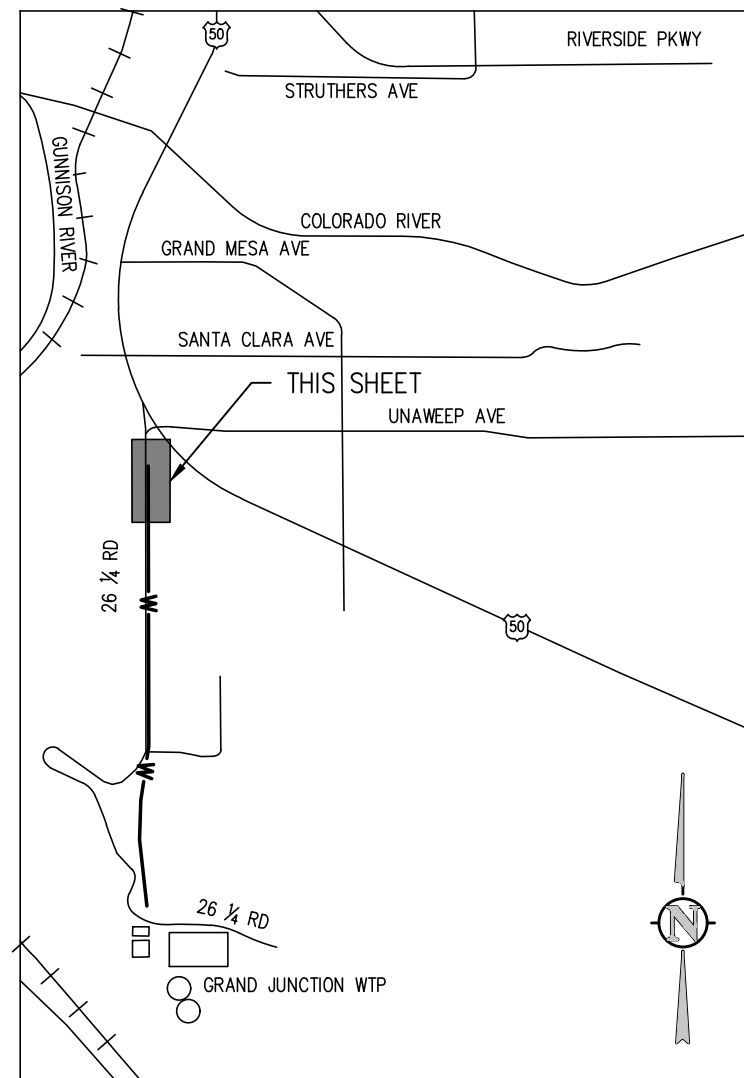 50
RIVERSIDE PKWY
STRUTHERS AVE
GUNNISON RIVER
COLORADO RIVER
GRAND MESA AVE
SANTA CLARA AVE
THIS SHEET
UNAWEEP AVE
26 ¼ RD
W
50
W
26 ¼ RD
N
GRAND JUNCTION WTP